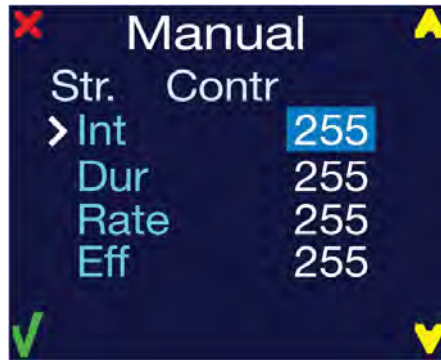 Manual
Str. Contr
Int 255
Dur 255
Rate 255
Eff 255